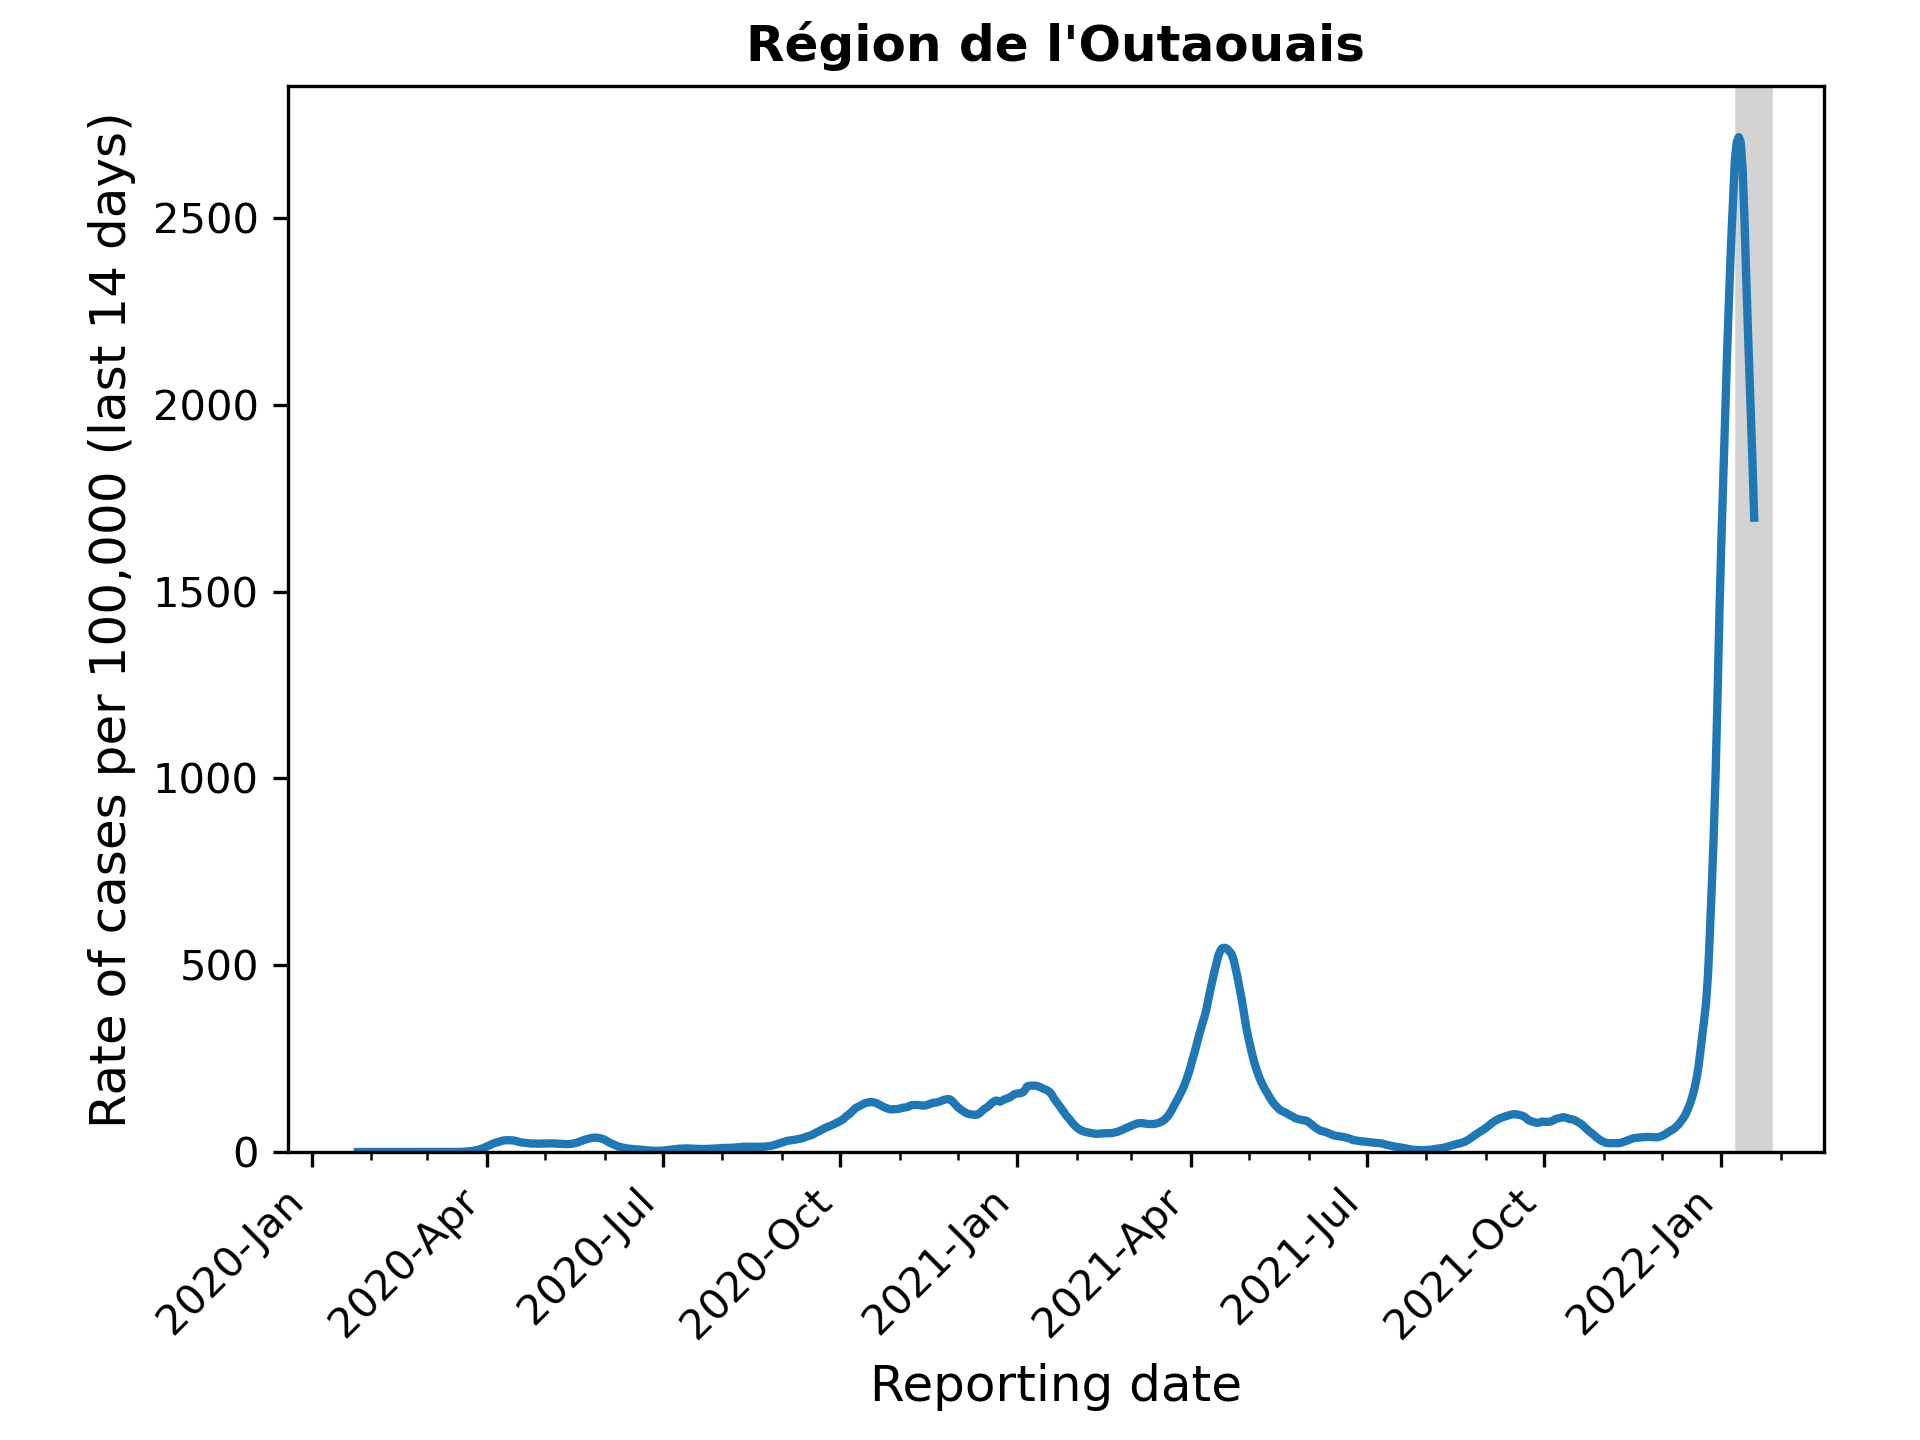 Région de l'Outaouais
Rate of cases per 100,000 (last 14 days)
2500
2000
1500
1000
500
0
2020-Jan
2020-Apr
2020-Jul
2020-Oct
2021-Jan
2021-Apr
2021-Jul
2021-Oct
2022-Jan
Reporting date